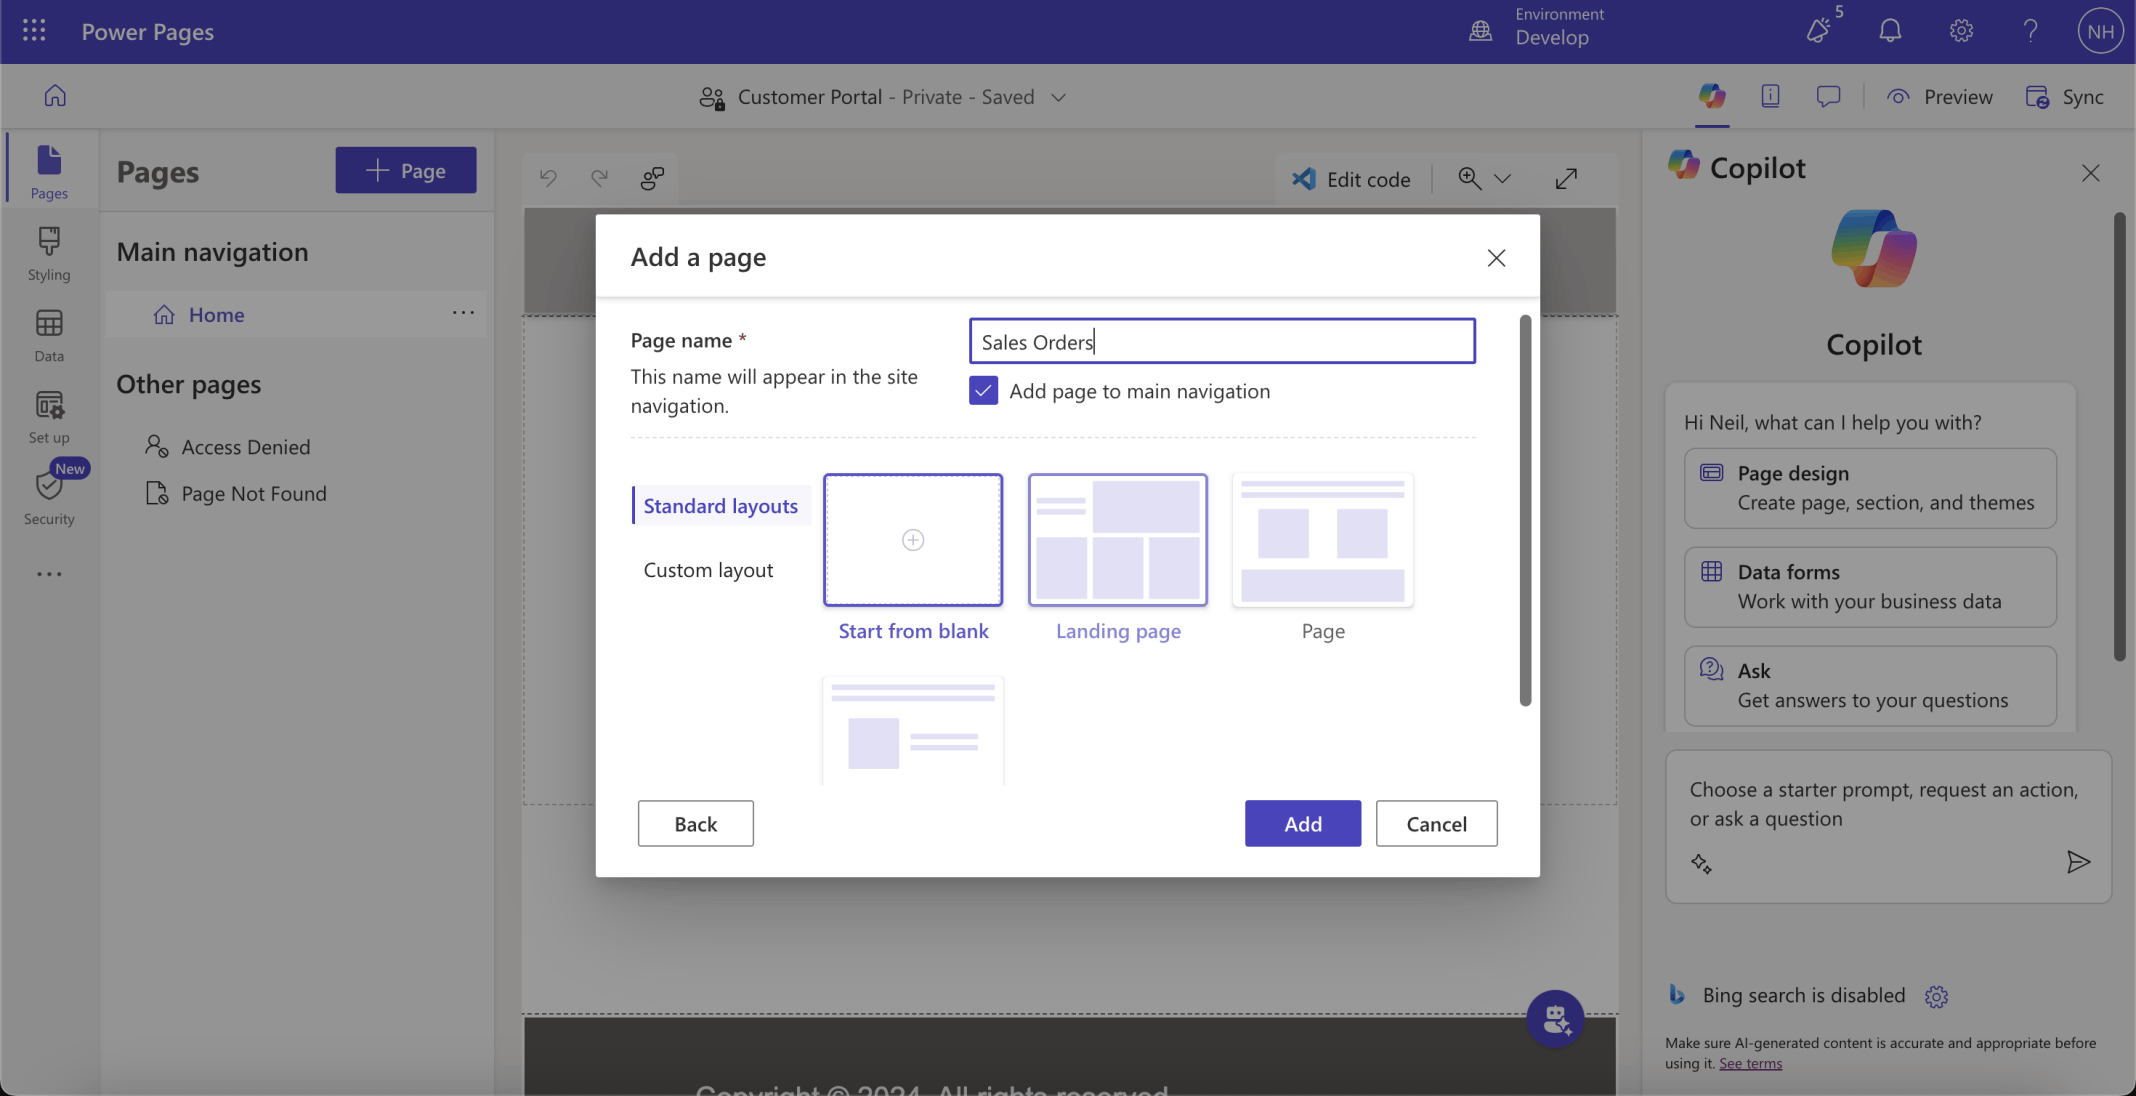 Power Pages
Environment
Develop
5
NH
Customer Portal - Private - Saved
Preview
Sync
Pages
Styling
Data
Set up
New
Security
Pages
Page
Main navigation
Home
Other pages
Access Denied
Page Not Found
Edit code
Add a page
Page name *
This name will appear in the site
navigation.
Sales Orders
Add page to main navigation
Standard layouts
Custom layout
Start from blank
Landing page
Page
Back
Add
Cancel
Copyright © 2024. All rights reserved.
Copilot
Copilot
Hi Neil, what can I help you with?
Page design
Create page, section, and themes
Data forms
Work with your business data
Ask
Get answers to your questions
Choose a starter prompt, request an action,
or ask a question
Bing search is disabled
Make sure AI-generated content is accurate and appropriate before
using it. See terms